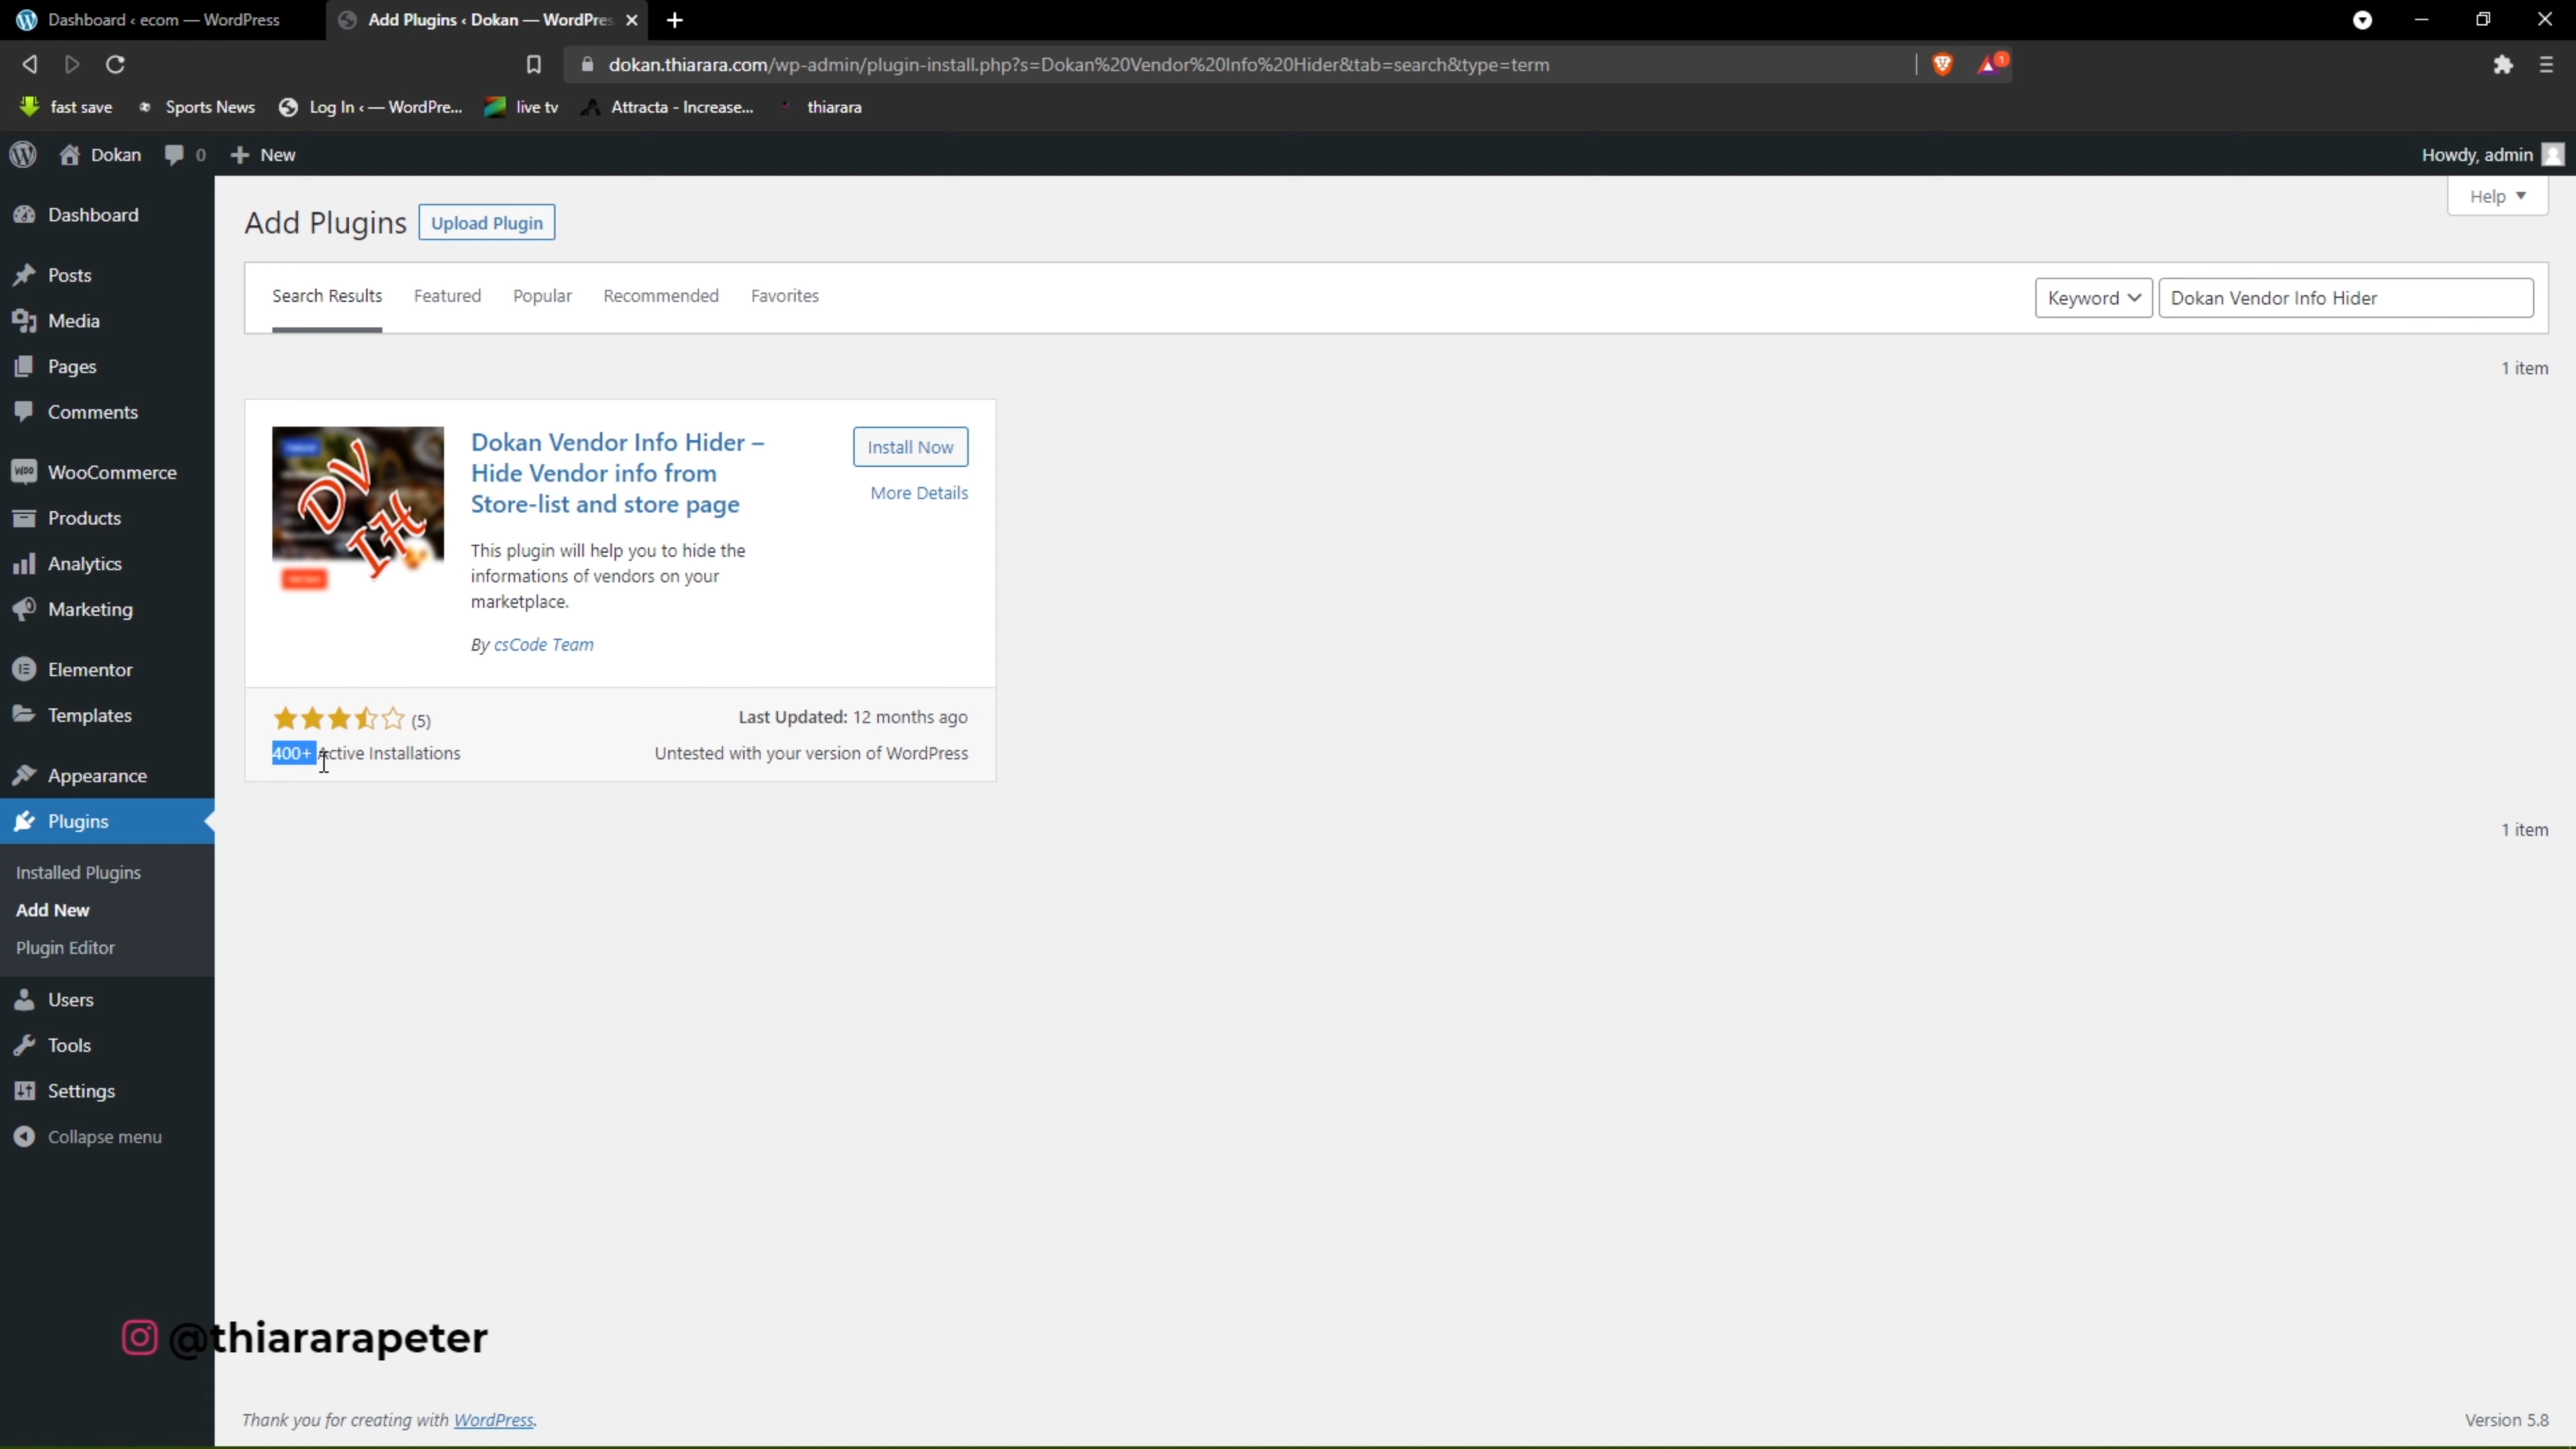 Dashboard ‹ ecom — WordPress
Add Plugins ‹ Dokan — WordPres
dokan.thiarara.com/wp-admin/plugin-install.php?s=Dokan%20Vendor%20Info%20Hider&tab=search&type=term
1
fast save
Sports News
Log In ‹ — WordPre...
live tv
Attracta - Increase...
thiarara
Dokan
0
New
Howdy, admin
Help
Dashboard
Posts
Media
Pages
Comments
WooCommerce
Products
Analytics
Marketing
Elementor
Templates
Appearance
Plugins
Installed Plugins
Add New
Plugin Editor
Users
Tools
Settings
Collapse menu
Add Plugins
Upload Plugin
Search Results
Featured
Popular
Recommended
Favorites
Keyword
Dokan Vendor Info Hider
1 item
DV
IH
Dokan Vendor Info Hider –
Hide Vendor info from
Store-list and store page
Install Now
More Details
This plugin will help you to hide the
informations of vendors on your
marketplace.
By csCode Team
(5)
Last Updated: 12 months ago
400+ Active Installations
Untested with your version of WordPress
1 item
@thiararapeter
Thank you for creating with WordPress.
Version 5.8